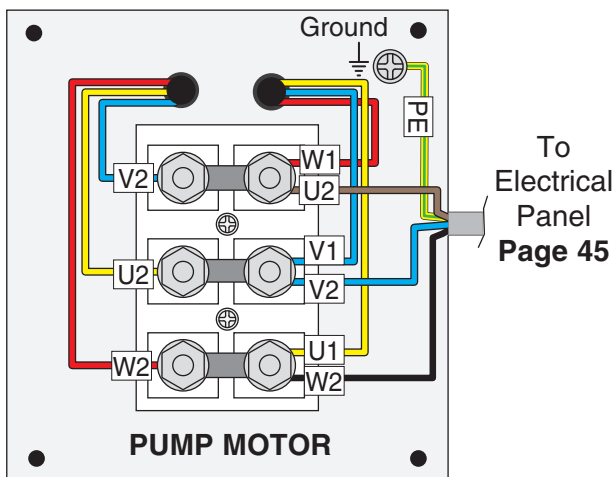 Ground
PE
To
Electrical
Panel
Page 45
W1
V2
U2
V1
U2
V2
U1
W2
W2
PUMP MOTOR